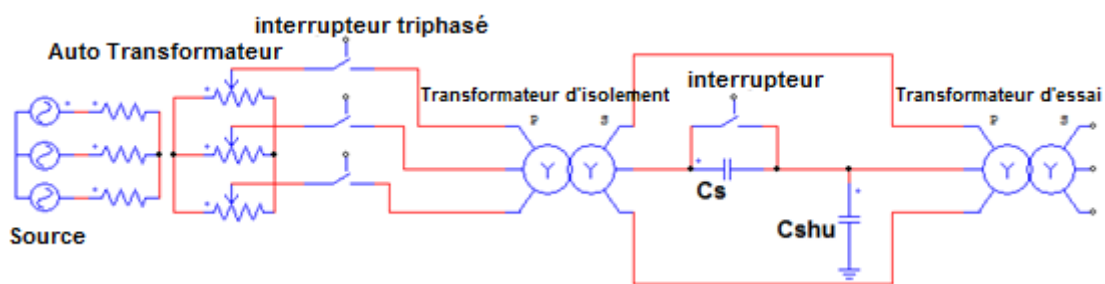 interrupteur triphasé
Auto Transformateur
interrupteur
Transformateur d'isolement
Transformateur d'essai
P S
P S
Y Y
Y Y
Cs
Cshu
Source